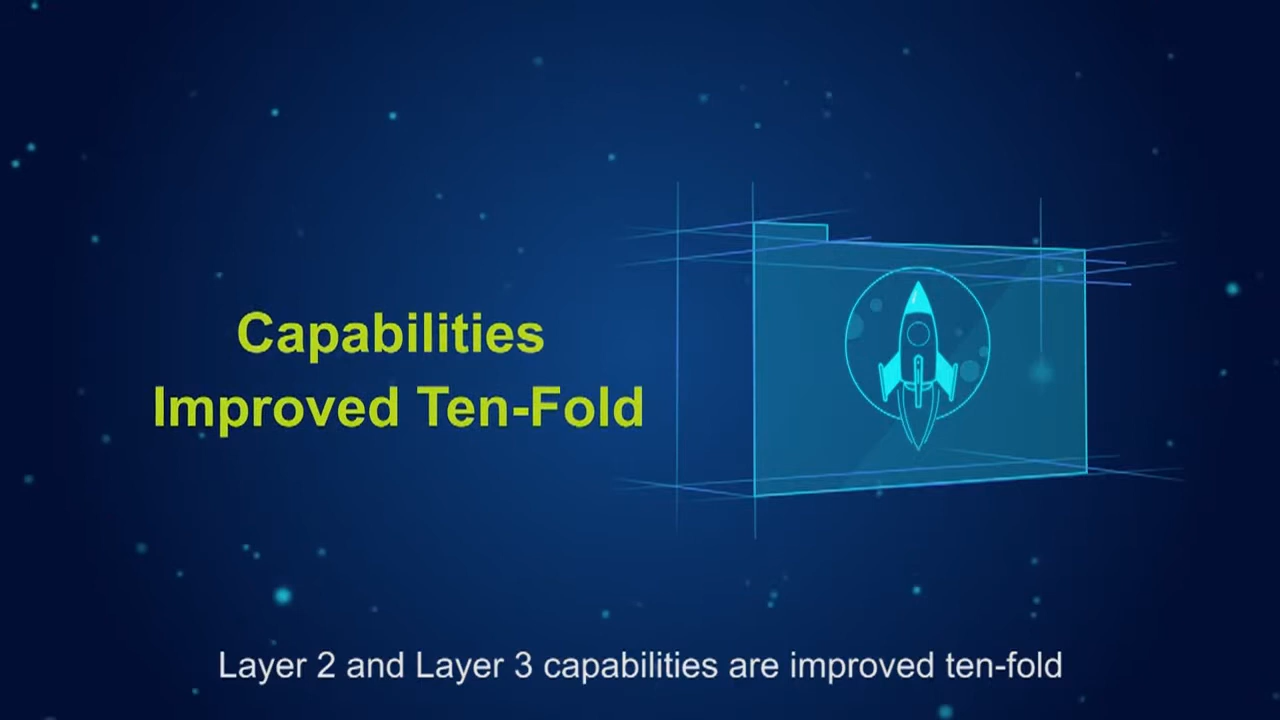 Capabilities
Improved Ten-Fold
Layer 2 and Layer 3 capabilities are improved ten-fold